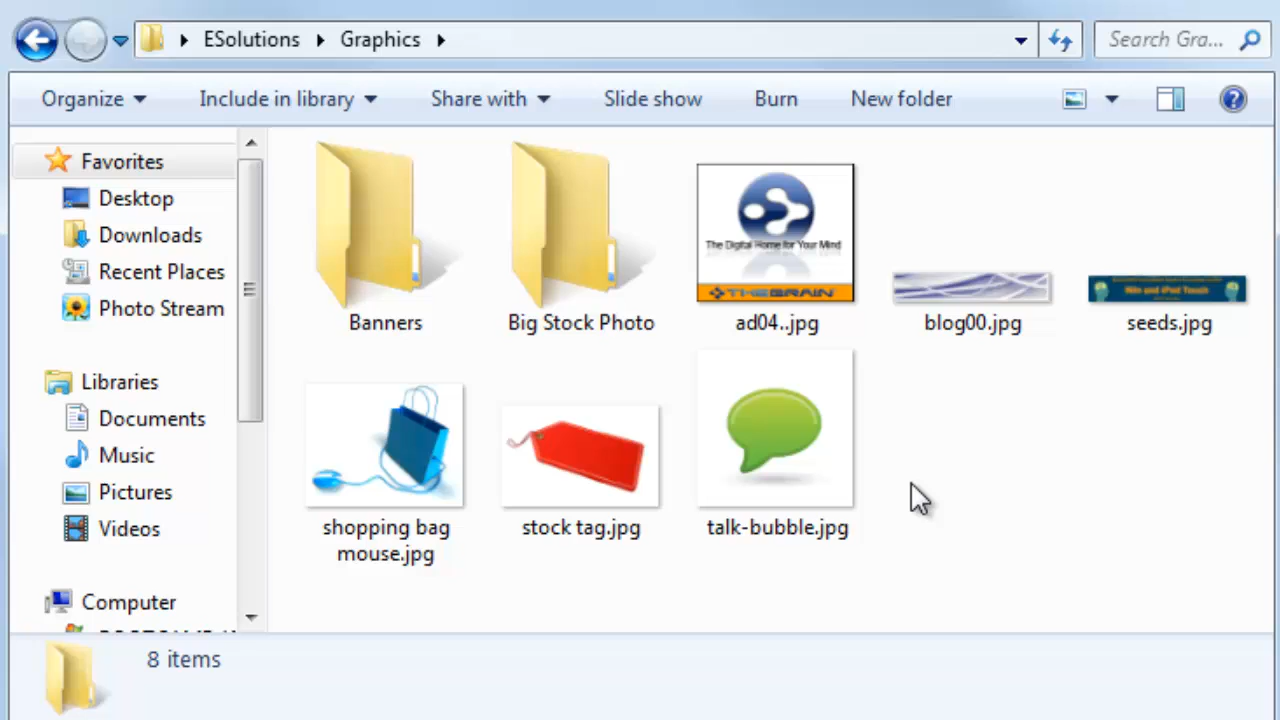 ESolutions Graphics
Search Gra...
Organize Include in library Share with Slide show Burn New folder
Favorites
Desktop
Downloads
Recent Places
Photo Stream
Libraries
Documents
Music
Pictures
Videos
Computer
The Digital Home for Your Mind
THEBRAIN
Banners
Big Stock Photo
ad04..jpg
blog00.jpg
seeds.jpg
shopping bag
mouse.jpg
stock tag.jpg
talk-bubble.jpg
8 items